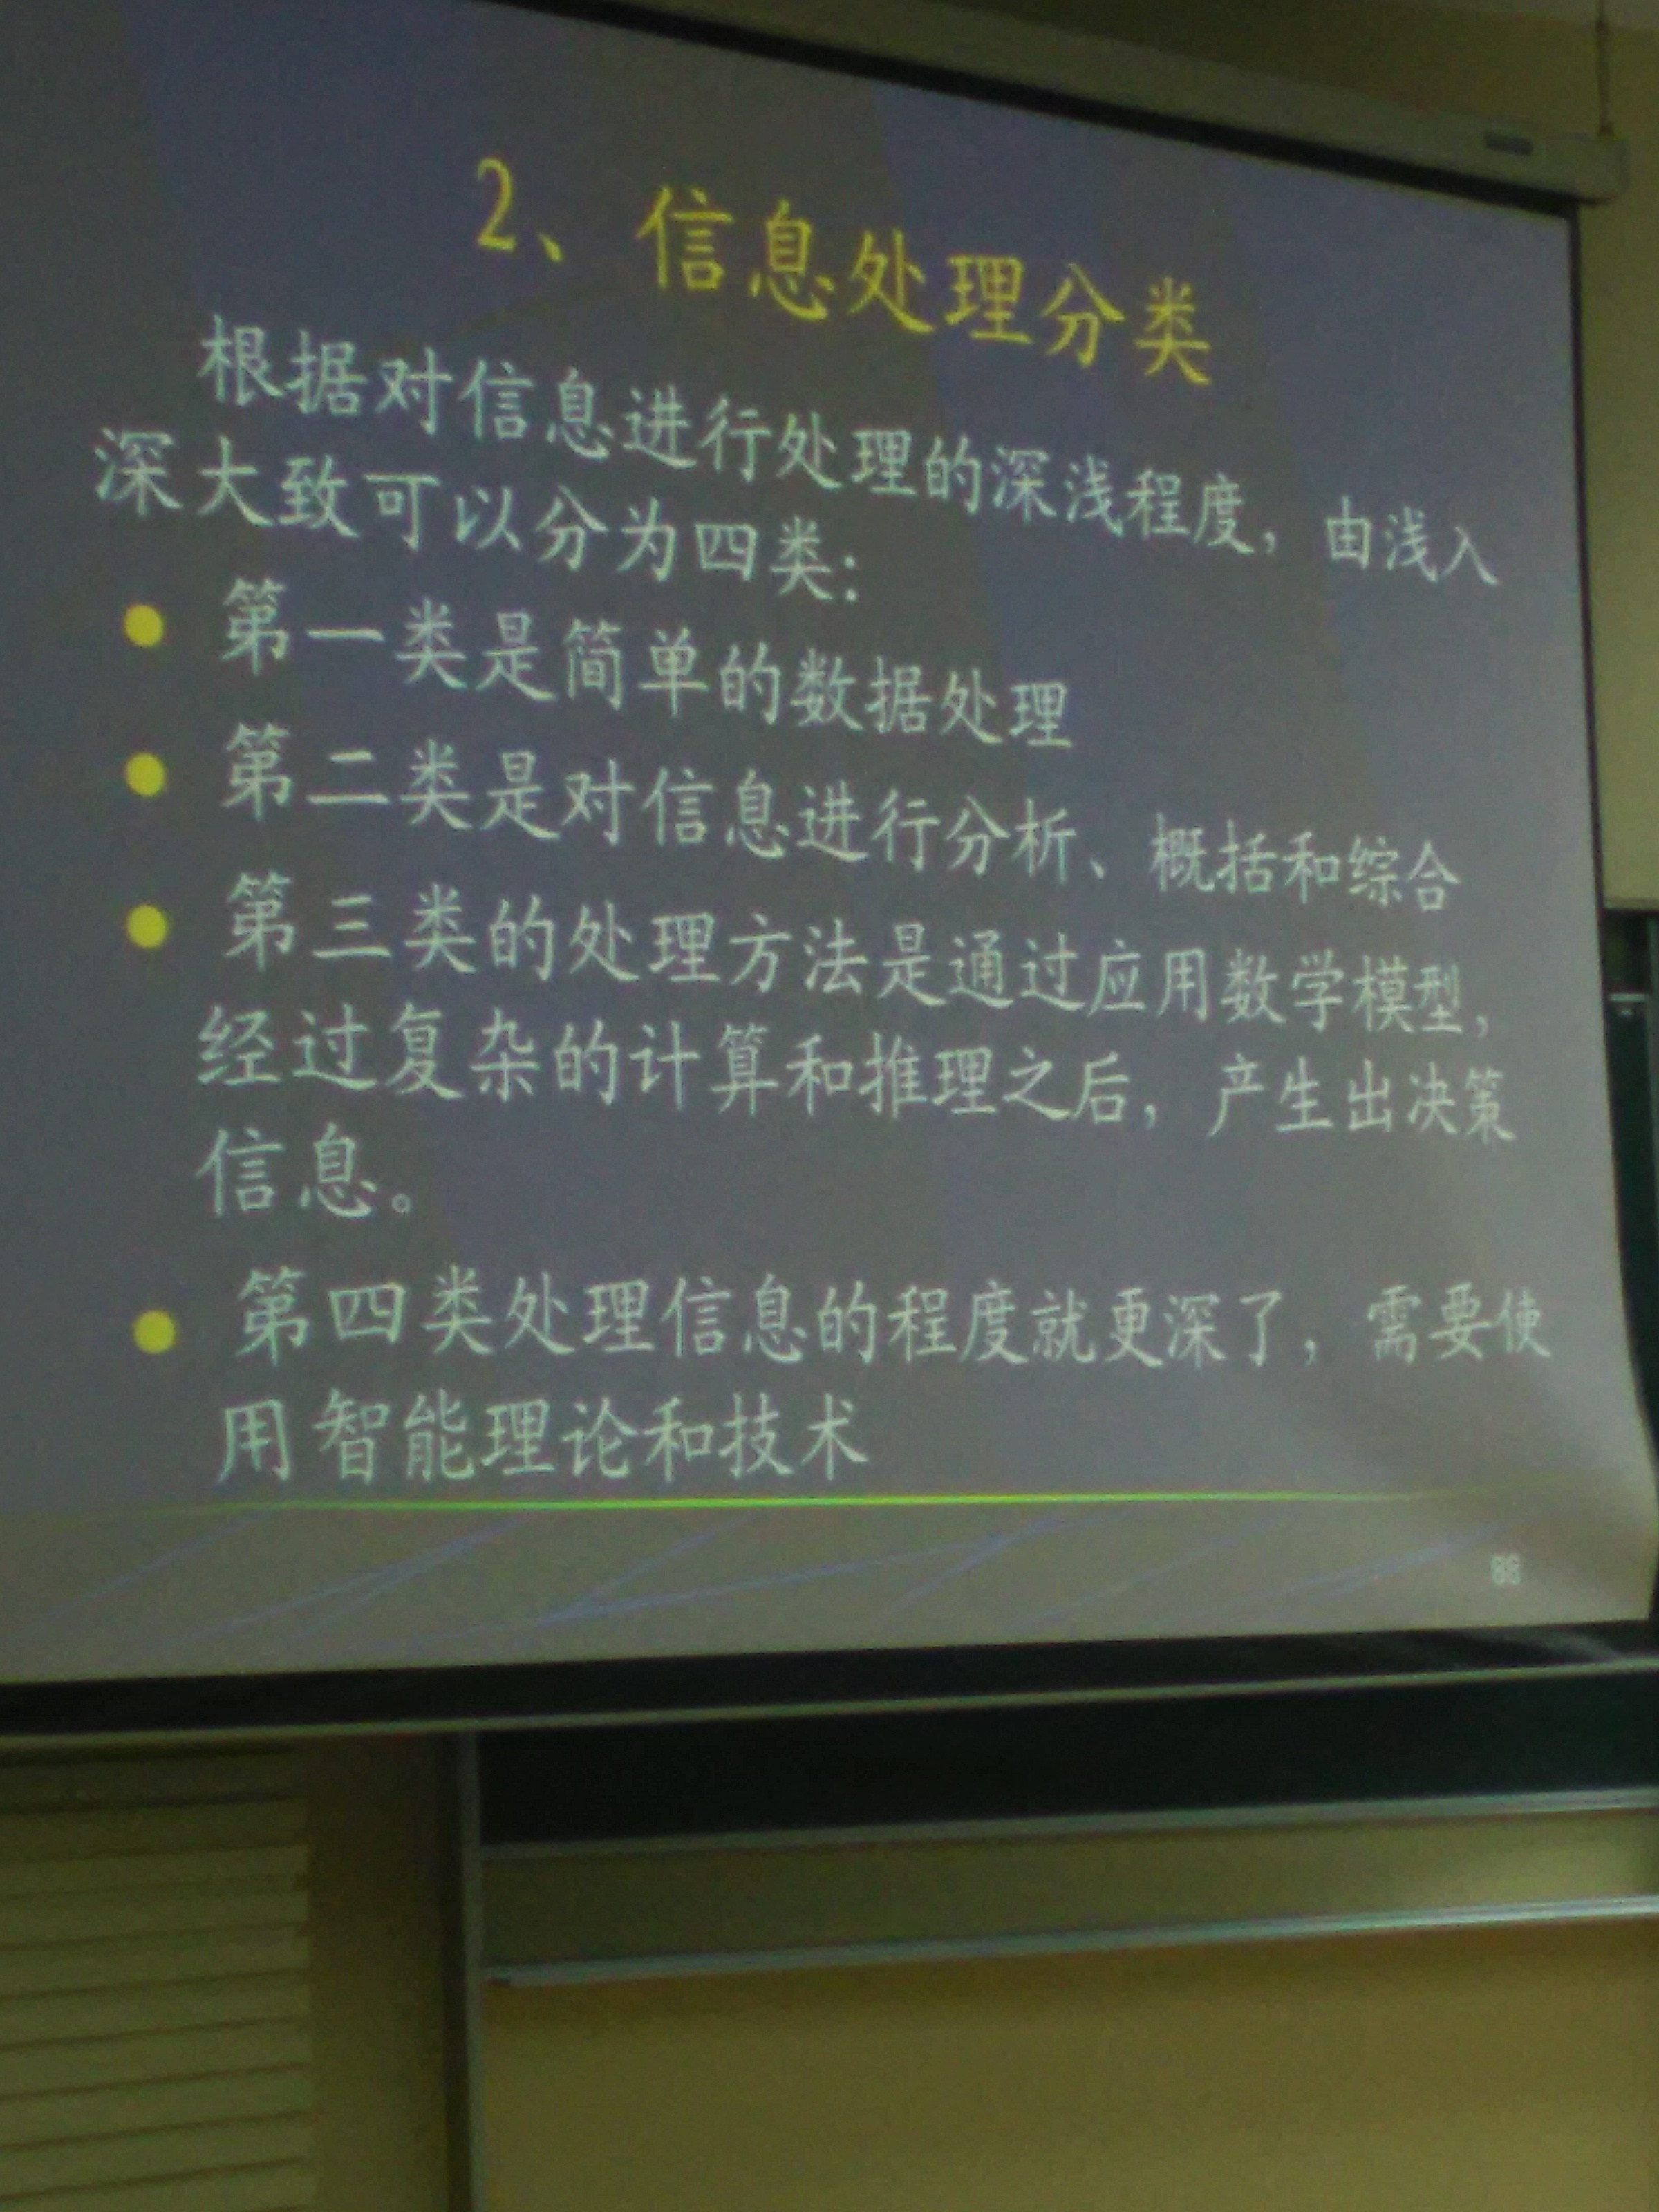 2、信息处理分类
根据对信息进行处理的深浅程度，由浅入
深大致可以分为四类：
第一类是简单的数据处理
第二类是对信息进行分析、概括和综合
第三类的处理方法是通过应用数学模型，
经过复杂的计算和推理之后，产生出决策
信息。
第四类处理信息的程度就更深了，需要使
用智能理论和技术